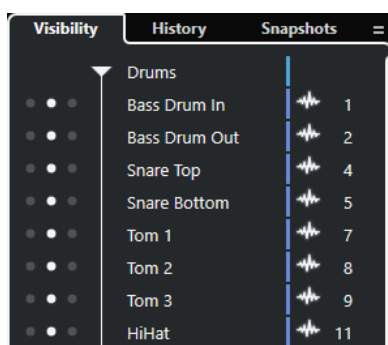 Visibility History Snapshots
Drums
Bass Drum In 1
Bass Drum Out 2
Snare Top 4
Snare Bottom 5
Tom 1 7
Tom 2 8
Tom 3 9
HiHat 11